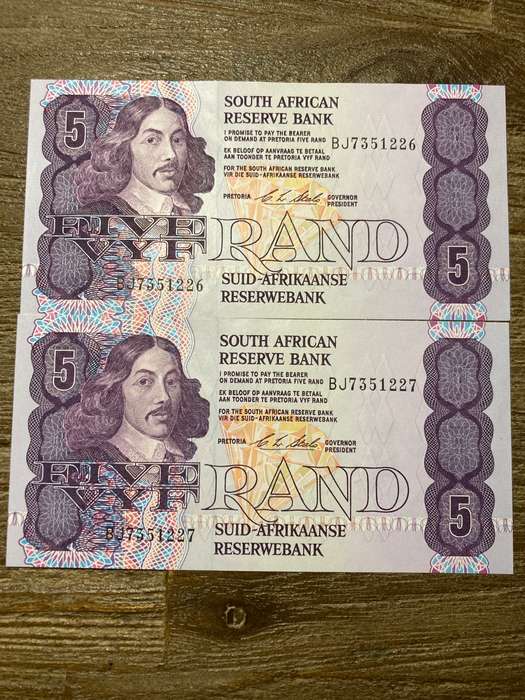 5
SOUTH AFRICAN
RESERVE BANK
I PROMISE TO PAY THE BEARER
ON DEMAND AT PRETORIA FIVE RAND
BJ7351226
EK BELOOF OP AANVRAAG TE BETAAL
AAN TOONDER TE PRETORIA VYF RAND
FOR THE SOUTH AFRICAN RESERVE BANK
VIR DIE SUID-AFRIKAANSE RESERWEBANK
PRETORIA
GOVERNOR
PRESIDENT
FIVE
VYF
RAND
BJ7351226
SUID-AFRIKAANSE
RESERWEBANK
5
5
SOUTH AFRICAN
RESERVE BANK
I PROMISE TO PAY THE BEARER
ON DEMAND AT PRETORIA FIVE RAND
BJ7351227
EK BELOOF OP AANVRAAG TE BETAAL
AAN TOONDER TE PRETORIA VYF RAND
FOR THE SOUTH AFRICAN RESERVE BANK
VIR DIE SUID-AFRIKAANSE RESERWEBANK
PRETORIA
GOVERNOR
PRESIDENT
FIVE
VYF
RAND
BJ7351227
SUID-AFRIKAANSE
RESERWEBANK
5